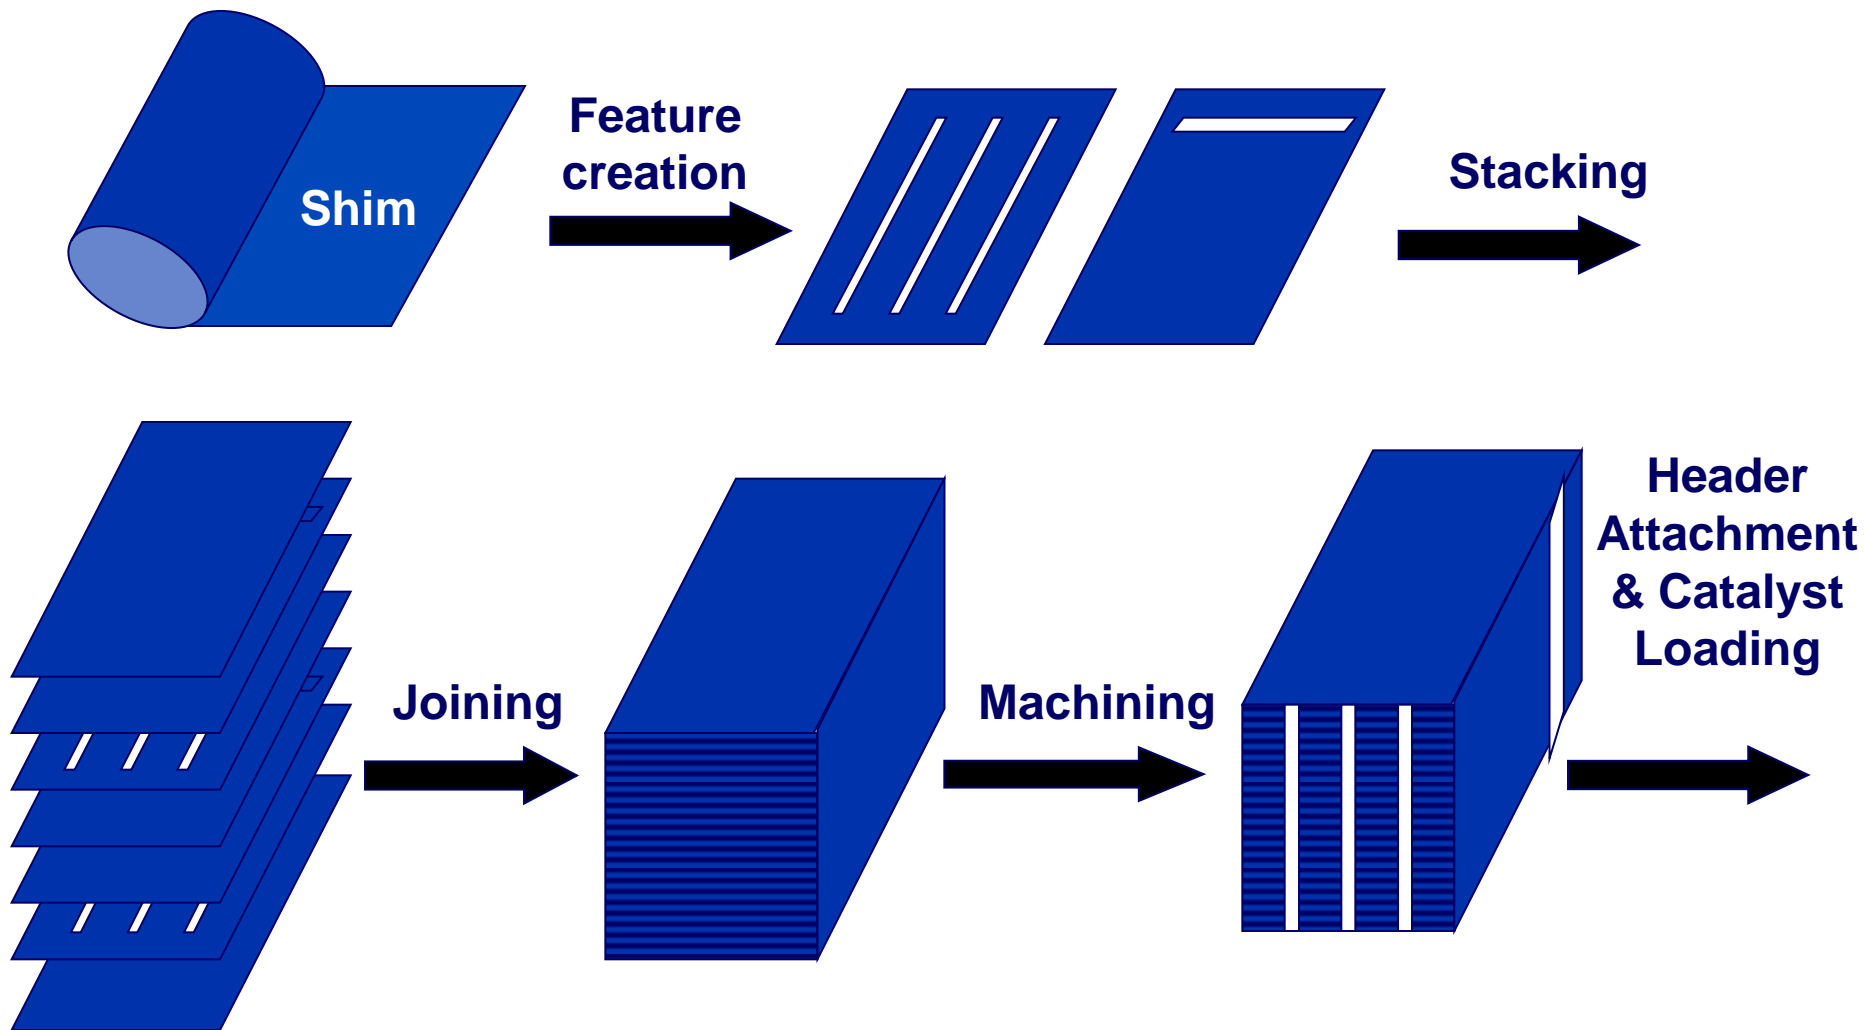 Shim
Feature
creation
Stacking
Joining
Machining
Header
Attachment
& Catalyst
Loading